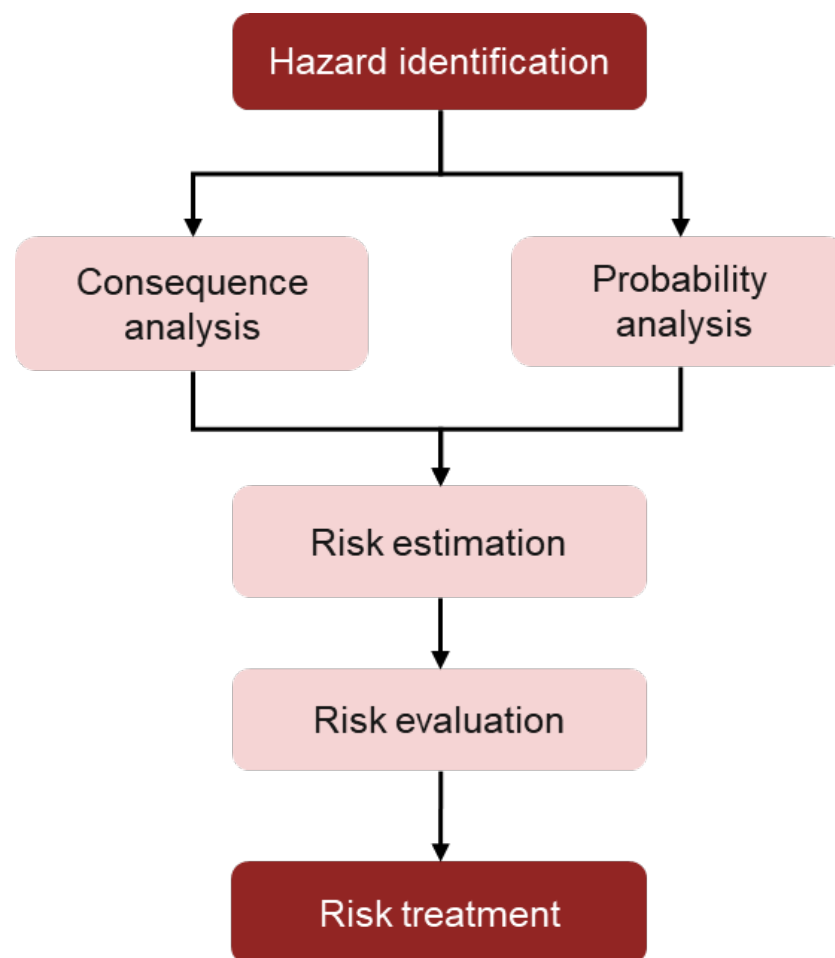 Hazard identification
Consequence
analysis
Probability
analysis
Risk estimation
Risk evaluation
Risk treatment